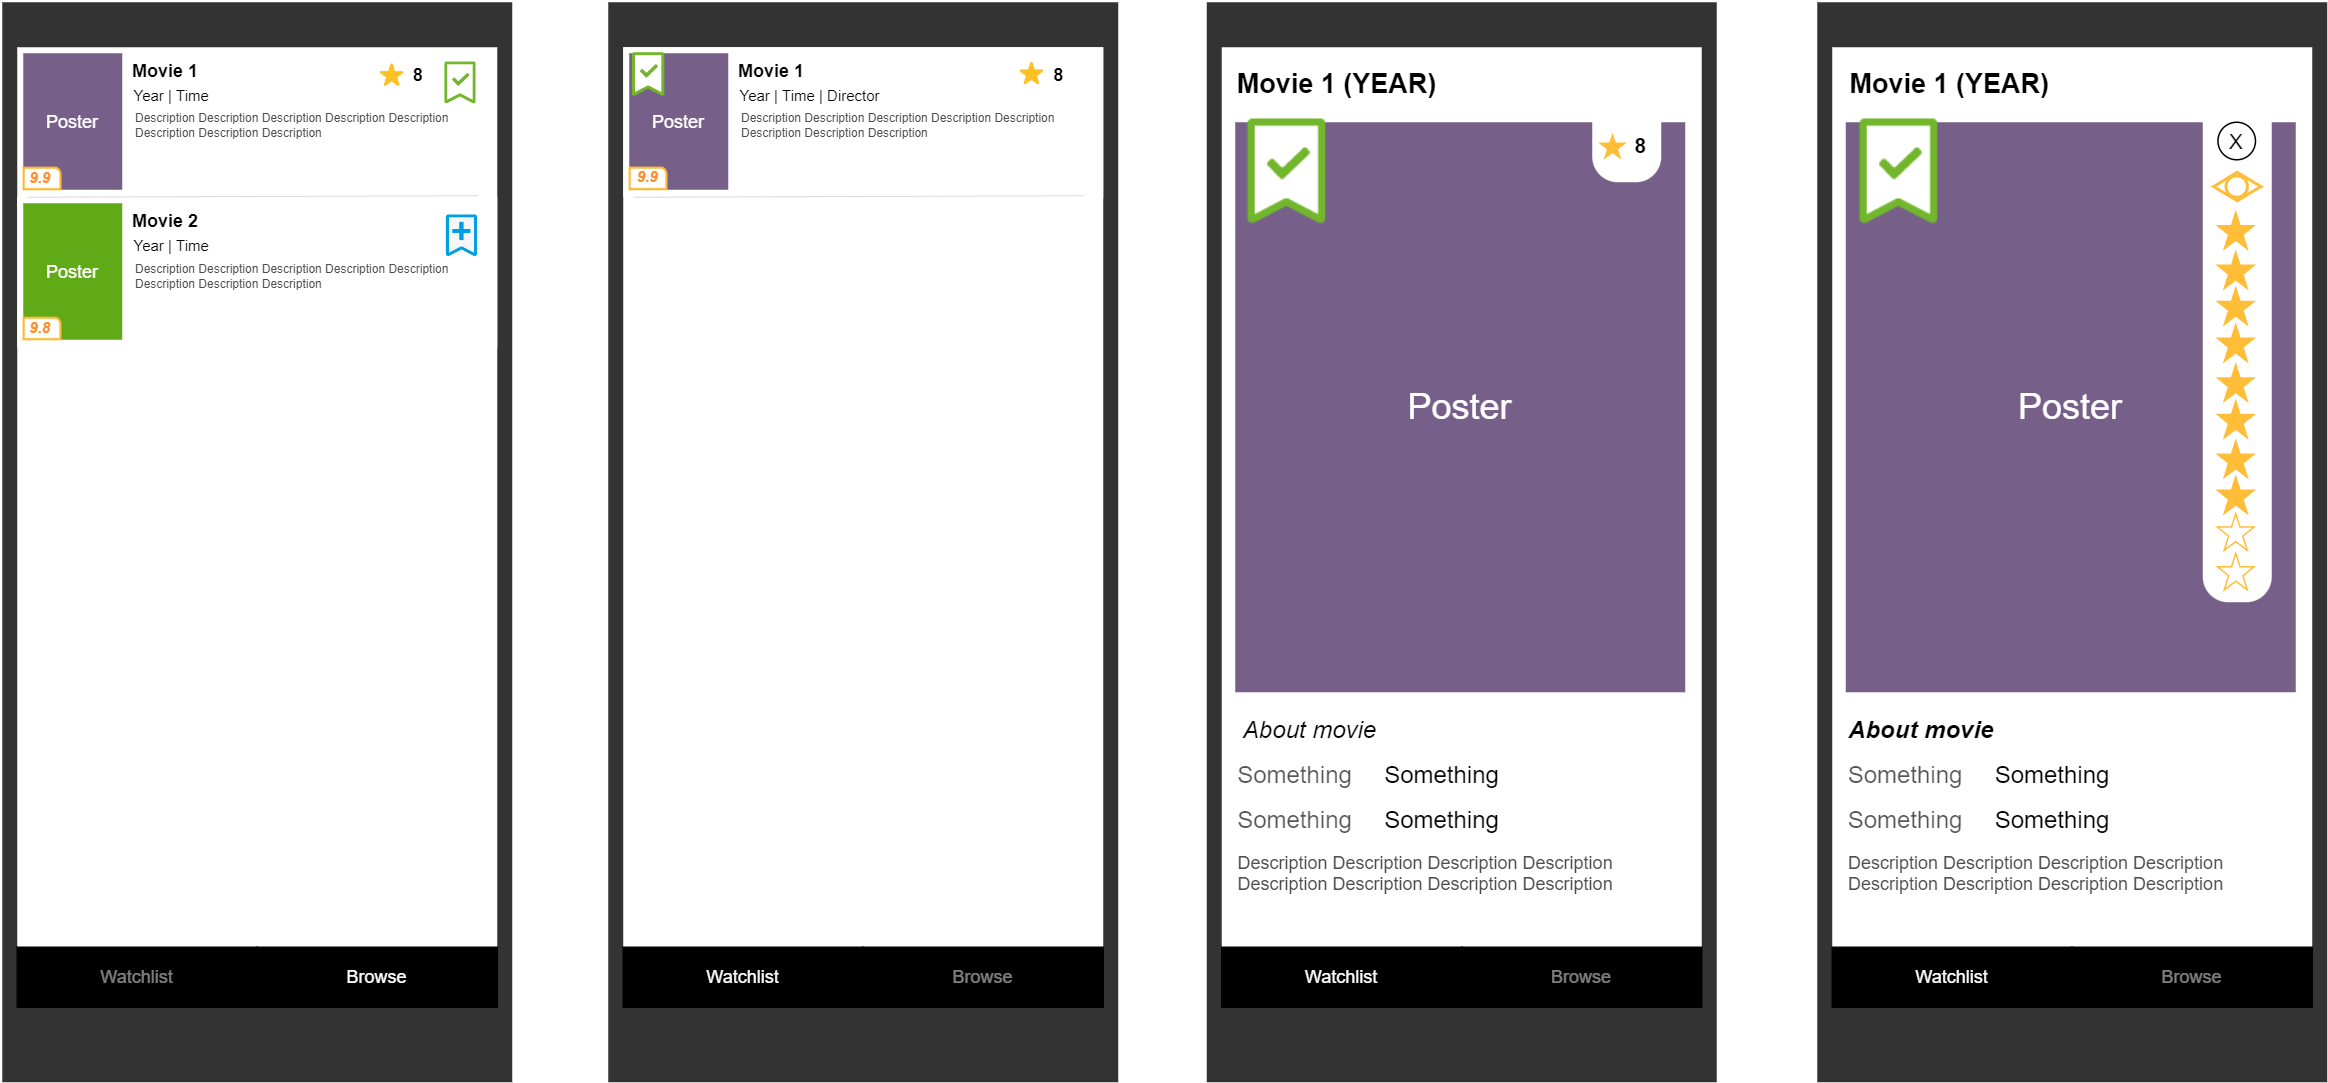 Movie 1
8
Year | Time
Poster
Description Description Description Description Description
Description Description Description
9.9
Movie 2
Year | Time
Poster
Description Description Description Description Description
Description Description Description
9.8
Watchlist
Browse
Movie 1
8
Year | Time | Director
Poster
Description Description Description Description Description
Description Description Description
9.9
Watchlist
Browse
Movie 1 (YEAR)
8
Poster
About movie
Something Something
Something Something
Description Description Description Description
Description Description Description Description
Watchlist
Browse
Movie 1 (YEAR)
X
Poster
About movie
Something Something
Something Something
Description Description Description Description
Description Description Description Description
Watchlist
Browse